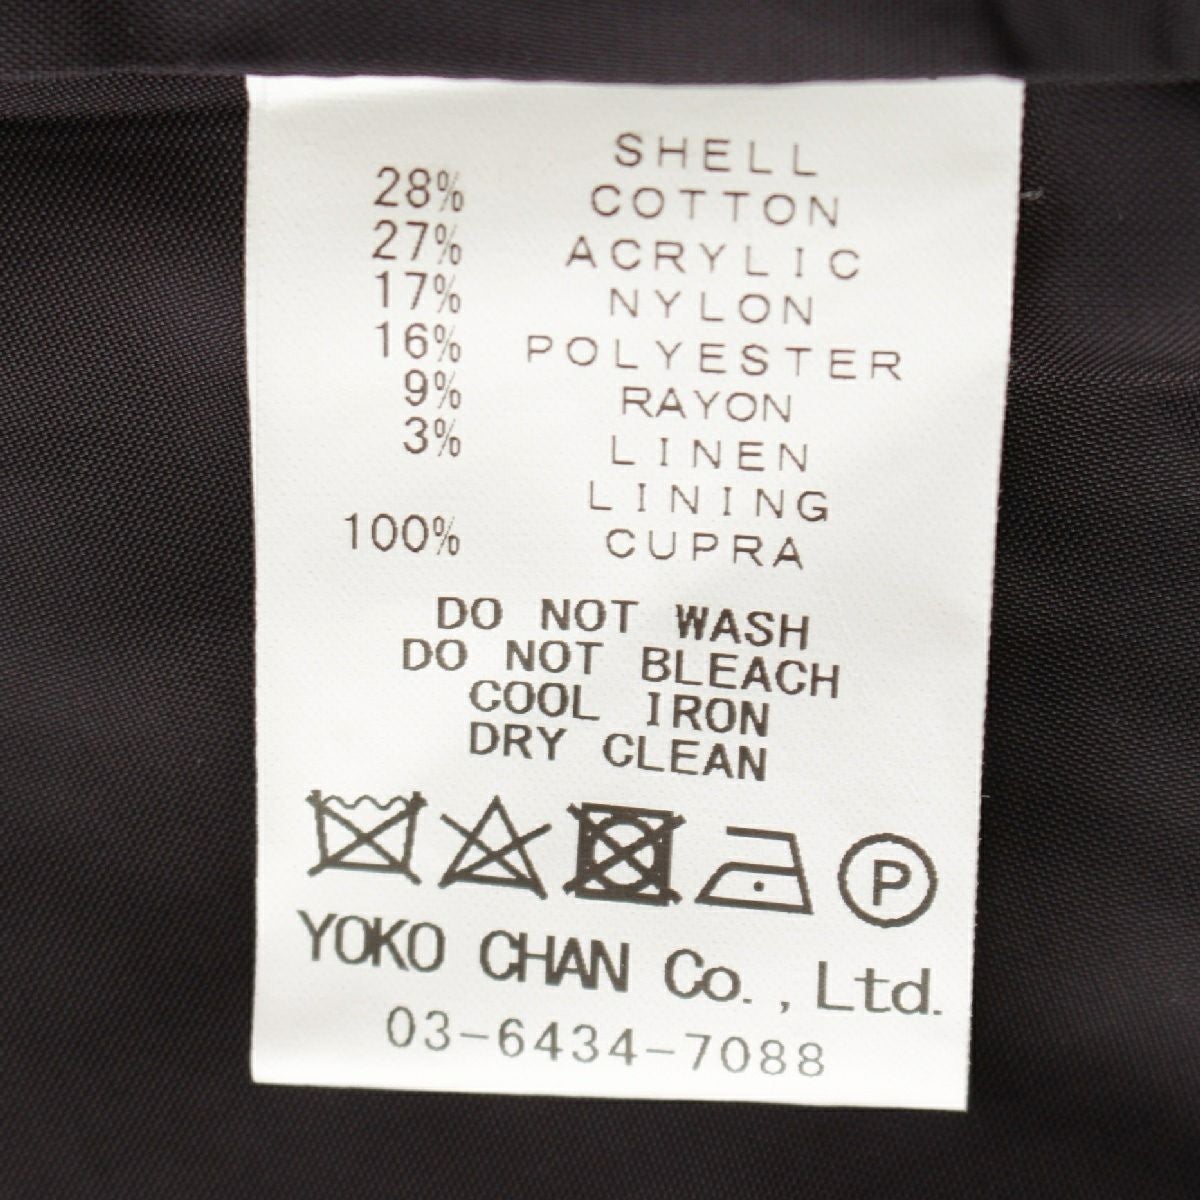 SHELL
28% COTTON
27% ACRYLIC
17% NYLON
16% POLYESTER
9% RAYON
3% LINEN
LINING
100% CUPRA
DO NOT WASH
DO NOT BLEACH
COOL IRON
DRY CLEAN
P
YOKO CHAN Co.,Ltd.
03-6434-7088